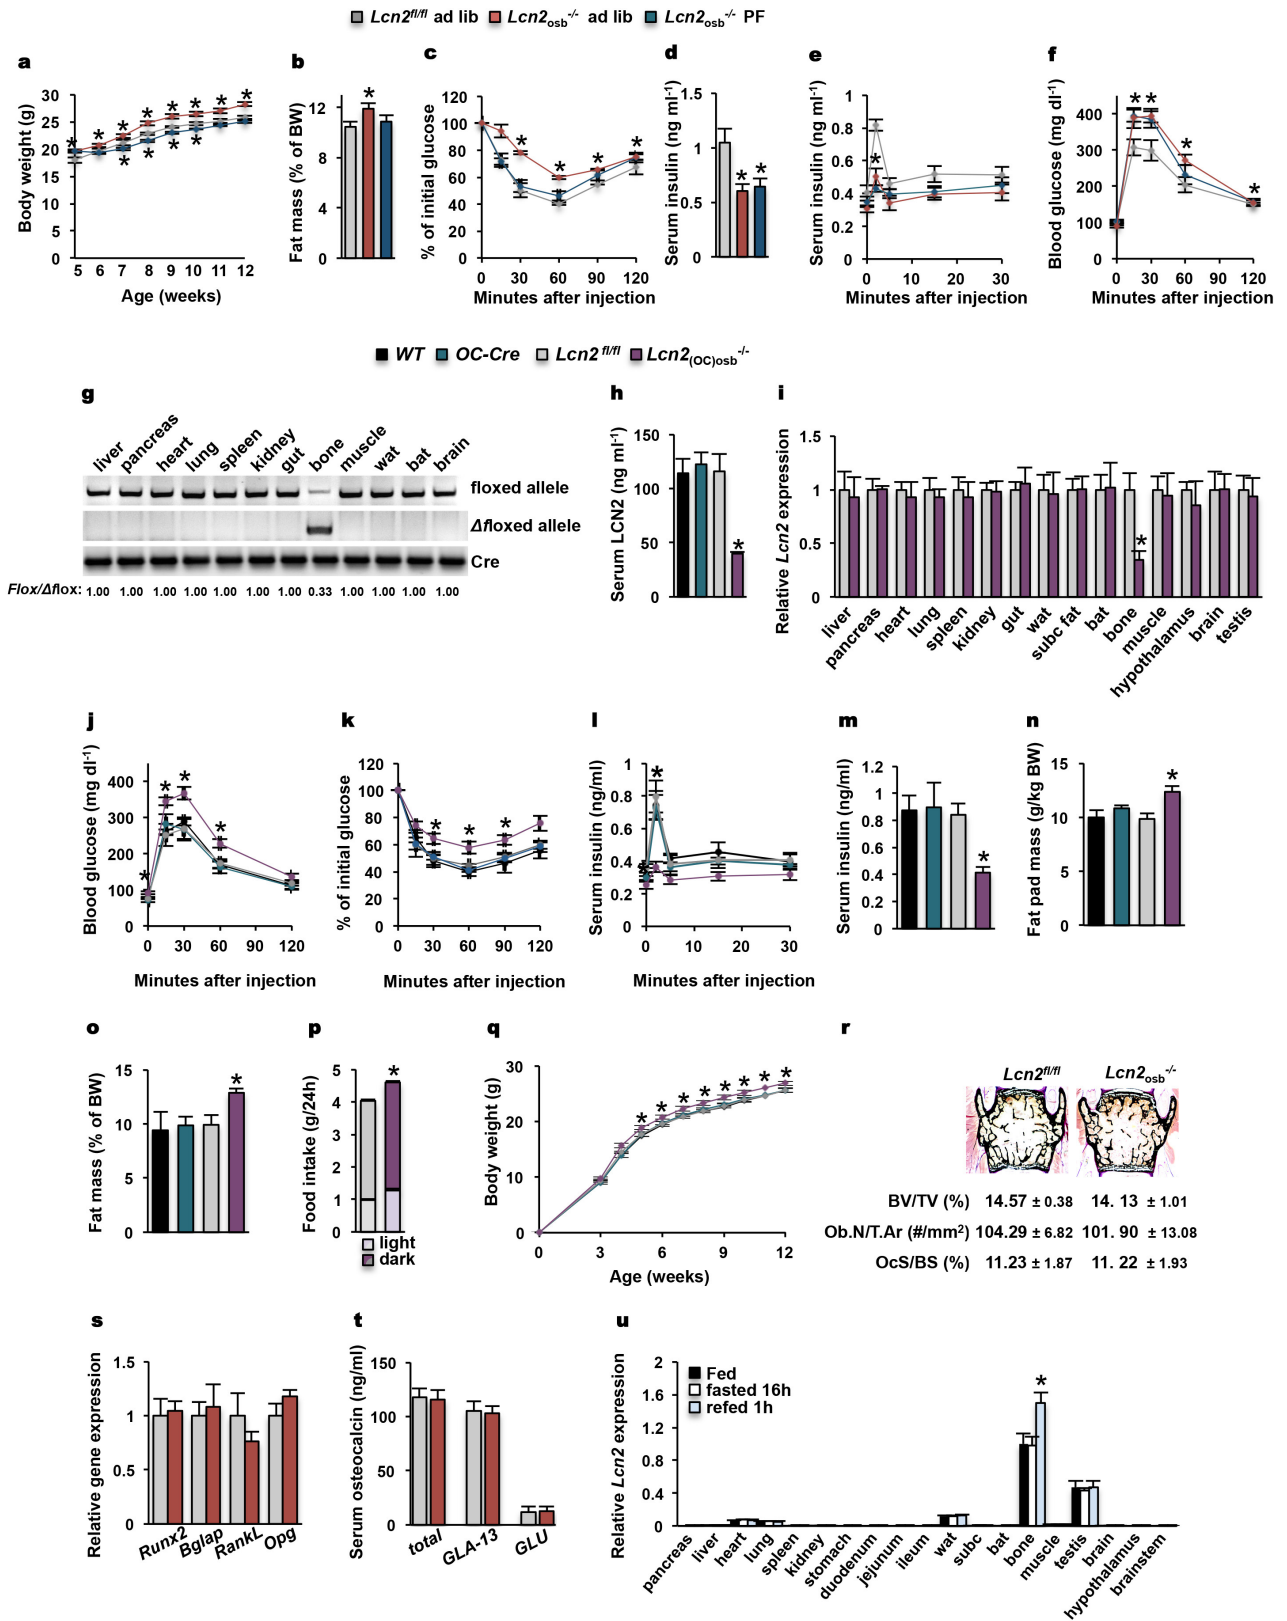 Lcn2fl/fl ad lib Lcn2osb-/- ad lib Lcn2osb-/- PF
a
Body weight (g)
30
25
20
15
10
5
0
* * * * * * * *
* * * *
5 6 7 8 9 10 11 12
Age (weeks)
b
Fat mass (% of BW)
12
8
4
0
*
c
% of initial glucose
120
100
80
60
40
20
0
* * * *
0 30 60 90 120
Minutes after injection
d
Serum insulin (ng ml-1)
1.5
1
0.5
0
* *
e
Serum insulin (ng ml-1)
1
0.8
0.6
0.4
0.2
0
*
0 10 20 30
Minutes after injection
f
Blood glucose (mg dl-1)
400
300
200
100
0
* * * *
0 30 60 90 120
Minutes after injection
WT OC-Cre Lcn2 fl/fl Lcn2(OC)osb-/-
g
liver pancreas heart lung spleen kidney gut bone muscle wat bat brain
floxed allele
Δfloxed allele
Cre
Flox/Δflox: 1.00 1.00 1.00 1.00 1.00 1.00 1.00 0.33 1.00 1.00 1.00 1.00
h
Serum LCN2 (ng ml-1)
150
100
50
0
*
i
Relative Lcn2 expression
1.5
1
0.5
0
*
liver pancreas heart lung spleen kidney gut wat subc fat bat bone muscle hypothalamus brain testis
j
Blood glucose (mg dl-1)
400
300
200
100
0
* * * *
0 30 60 90 120
Minutes after injection
k
% of initial glucose
120
100
80
60
40
20
0
* * * *
0 30 60 90 120
Minutes after injection
l
Serum insulin (ng/ml)
1
0.8
0.6
0.4
0.2
0
* *
0 10 20 30
Minutes after injection
m
Serum insulin (ng/ml)
1.2
1
0.8
0.6
0.4
0.2
0
*
n
Fat pad mass (g/kg BW)
15
10
5
0
*
o
Fat mass (% of BW)
15
10
5
0
*
p
Food intake (g/24h)
5
4
3
2
1
0
*
light
dark
q
Body weight (g)
30
20
10
0
* * * * * * * *
0 3 6 9 12
Age (weeks)
r
Lcn2fl/fl Lcn2osb-/-
BV/TV (%) 14.57 ± 0.38 14. 13 ± 1.01
Ob.N/T.Ar (#/mm2) 104.29 ± 6.82 101. 90 ± 13.08
OcS/BS (%) 11.23 ± 1.87 11. 22 ± 1.93
s
Relative gene expression
1.5
1
0.5
0
Runx2 Bglap RankL Opg
t
Serum osteocalcin (ng/ml)
150
100
50
0
total GLA-13 GLU
u
Relative Lcn2 expression
2
1.6
1.2
0.8
0.4
0
Fed
fasted 16h
refed 1h
*
pancreas liver heart lung spleen kidney stomach duodenum jejunum ileum wat subc bat bone muscle testis brain hypothalamus brainstem